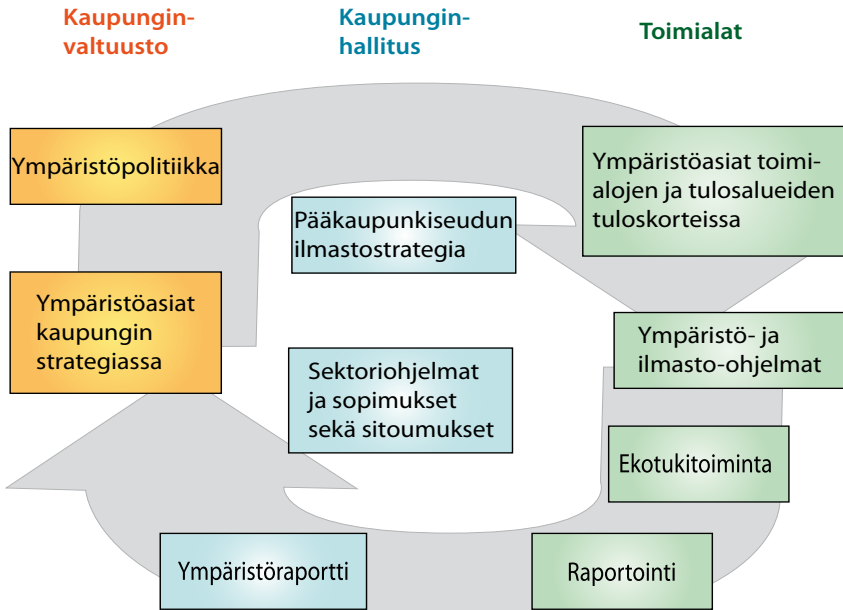 Kaupungin-
valtuusto
Kaupungin-
hallitus
Toimialat
Ympäristöpolitiikka
Ympäristöasiat toimi-
alojen ja tulosalueiden
tuloskorteissa
Pääkaupunkiseudun
ilmastostrategia
Ympäristöasiat
kaupungin
strategiassa
Ympäristö- ja
ilmasto-ohjelmat
Sektoriohjelmat
ja sopimukset
sekä sitoumukset
Ekotukitoiminta
Ympäristöraportti
Raportointi